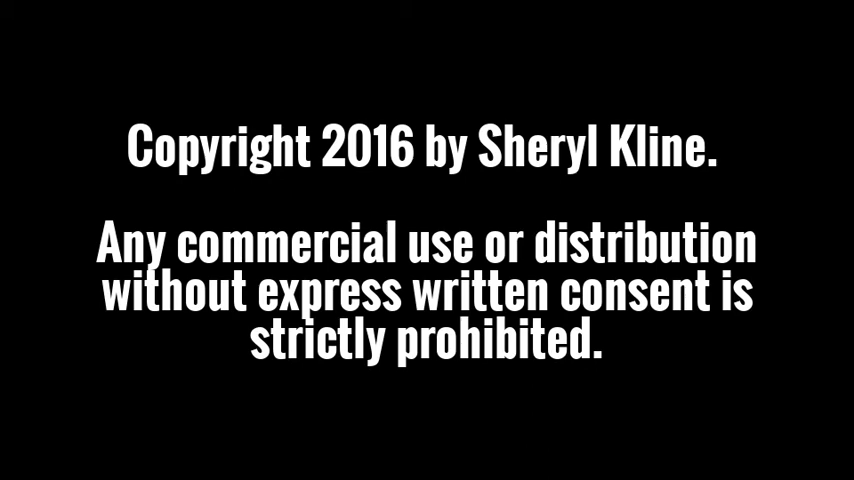 Copyright 2016 by Sheryl Kline.
Any commercial use or distribution
without express written consent is
strictly prohibited.